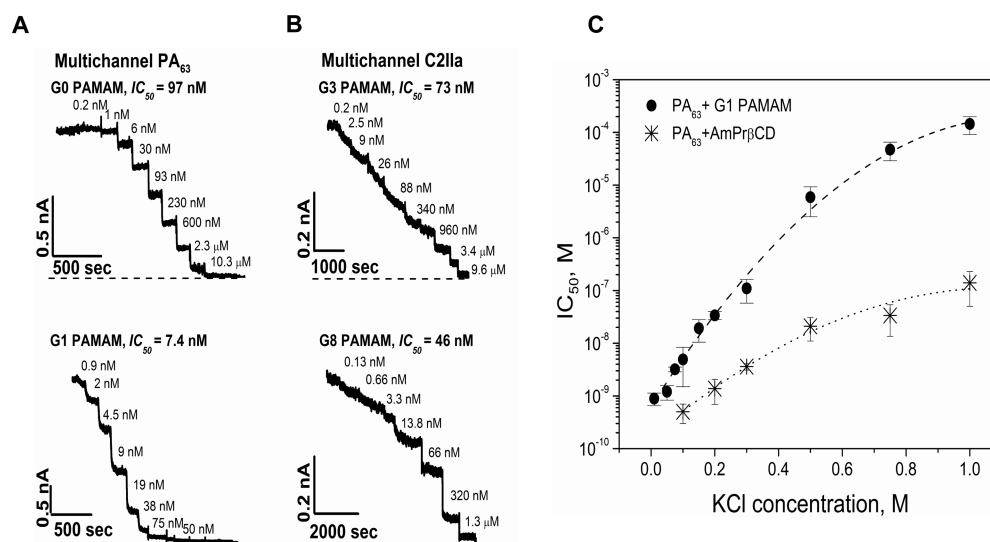 A
Multichannel PA63
G0 PAMAM, IC50 = 97 nM
0.2 nM
1 nM
6 nM
30 nM
93 nM
230 nM
600 nM
2.3 μM
10.3 μM
0.5 nA
500 sec
G1 PAMAM, IC50 = 7.4 nM
0.9 nM
2 nM
4.5 nM
9 nM
19 nM
38 nM
75 nM
50 nM
0.5 nA
500 sec
B
Multichannel C2IIa
G3 PAMAM, IC50 = 73 nM
0.2 nM
2.5 nM
9 nM
26 nM
88 nM
340 nM
960 nM
3.4 μM
9.6 μM
0.2 nA
1000 sec
G8 PAMAM, IC50 = 46 nM
0.13 nM
0.66 nM
3.3 nM
13.8 nM
66 nM
320 nM
1.3 μM
0.2 nA
2000 sec
C
PA63+ G1 PAMAM
PA63+AmPrβCD
IC50, M
10-3
10-4
10-5
10-6
10-7
10-8
10-9
10-10
0.0 0.2 0.4 0.6 0.8 1.0
KCl concentration, M